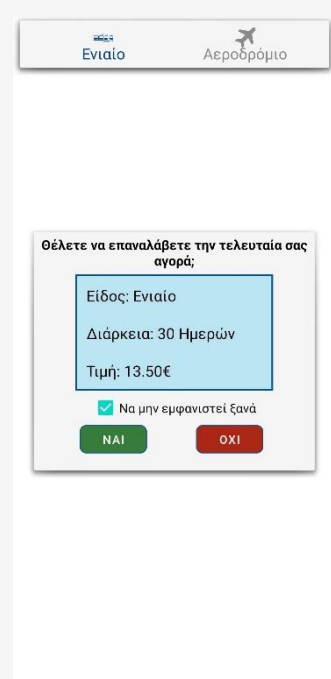 Ενιαίο
Αεροδρόμιο
Θέλετε να επαναλάβετε την τελευταία σας
αγορά;
Είδος: Ενιαίο
Διάρκεια: 30 Ημερών
Τιμή: 13.50€
Να μην εμφανιστεί ξανά
ΝΑΙ
ΟΧΙ